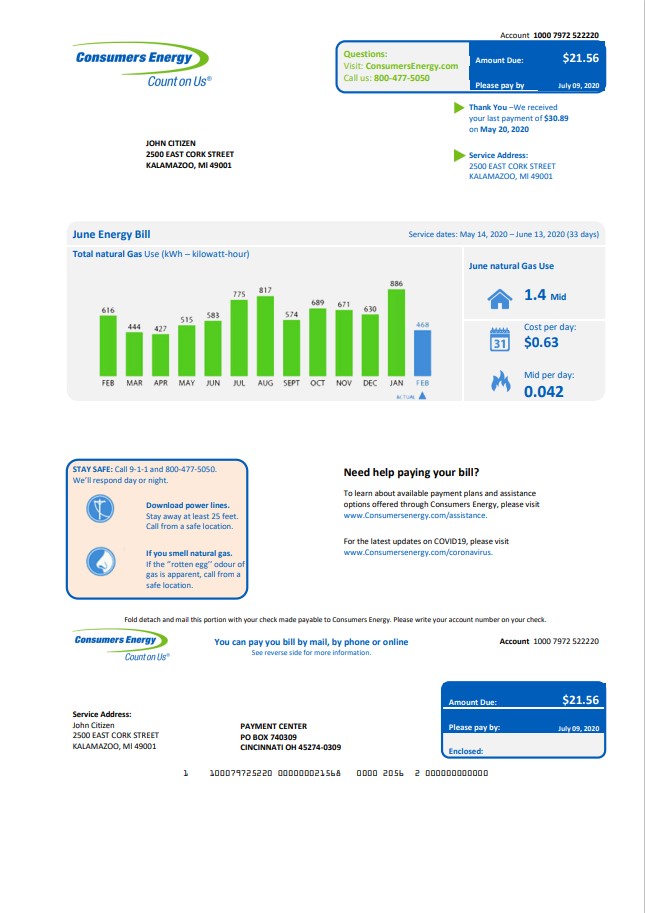 Account 1000 7972 522220
Consumers Energy
Count on Us®
Questions:
Visit: ConsumersEnergy.com
Call us: 800-477-5050
Amount Due: $21.56
Please pay by July 09, 2020
Thank You –We received
your last payment of $30.89
on May 20, 2020
JOHN CITIZEN
2500 EAST CORK STREET
KALAMAZOO, MI 49001
Service Address:
2500 EAST CORK STREET
KALAMAZOO, MI 49001
June Energy Bill
Service dates: May 14, 2020 – June 13, 2020 (33 days)
Total natural Gas Use (kWh – kilowatt-hour)
616 444 427 515 583 775 817 574 689 671 630 886 468
FEB MAR APR MAY JUN JUL AUG SEPT OCT NOV DEC JAN FEB
ACTUAL
June natural Gas Use
1.4 Mid
31
Cost per day:
$0.63
Mid per day:
0.042
STAY SAFE: Call 9-1-1 and 800-477-5050.
We'll respond day or night.
Download power lines.
Stay away at least 25 feet.
Call from a safe location.
If you smell natural gas.
If the "rotten egg" odour of
gas is apparent, call from a
safe location.
Need help paying your bill?
To learn about available payment plans and assistance
options offered through Consumers Energy, please visit
www.Consumersenergy.com/assistance.
For the latest updates on COVID19, please visit
www.Consumersenergy.com/coronavirus.
Fold detach and mail this portion with your check made payable to Consumers Energy. Please write your account number on your check.
Consumers Energy
Count on Us®
You can pay you bill by mail, by phone or online
See reverse side for more information.
Account 1000 7972 522220
Amount Due: $21.56
Please pay by: July 09, 2020
Enclosed:
Service Address:
John Citizen
2500 EAST CORK STREET
KALAMAZOO, MI 49001
PAYMENT CENTER
PO BOX 740309
CINCINNATI OH 45274-0309
1 100079725220 000000021568 0000 2056 2 000000000000